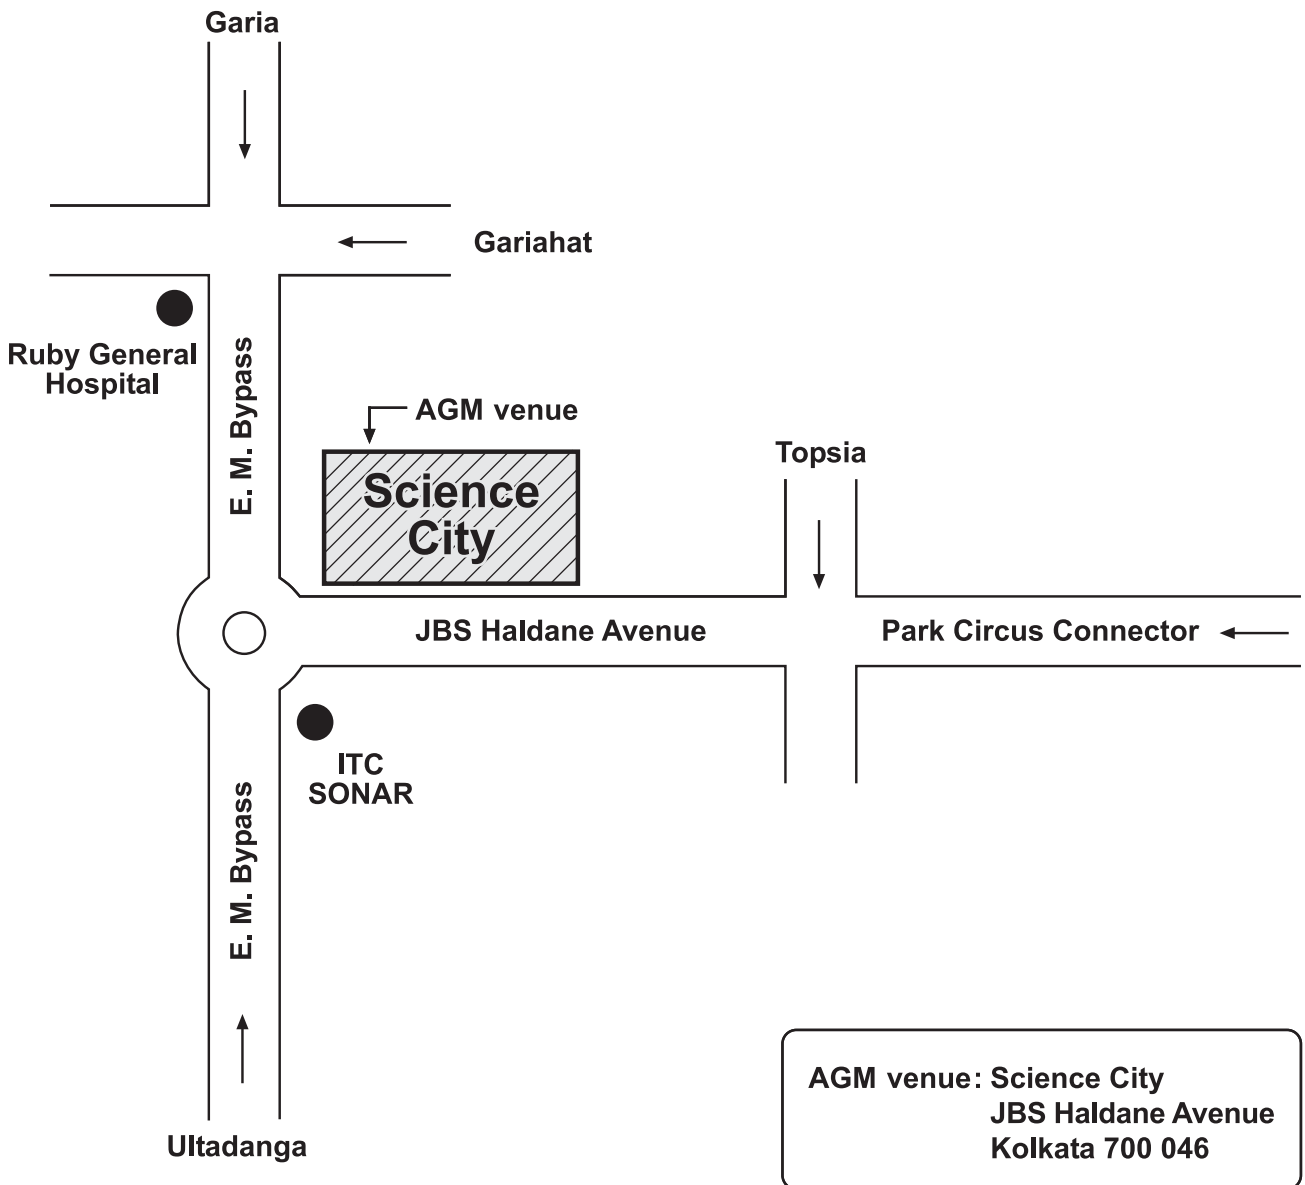 Garia
Gariahat
Ruby General
Hospital
E. M. Bypass
AGM venue
Science
City
Topsia
JBS Haldane Avenue
Park Circus Connector
ITC
SONAR
E. M. Bypass
Ultadanga
AGM venue: Science City
JBS Haldane Avenue
Kolkata 700 046